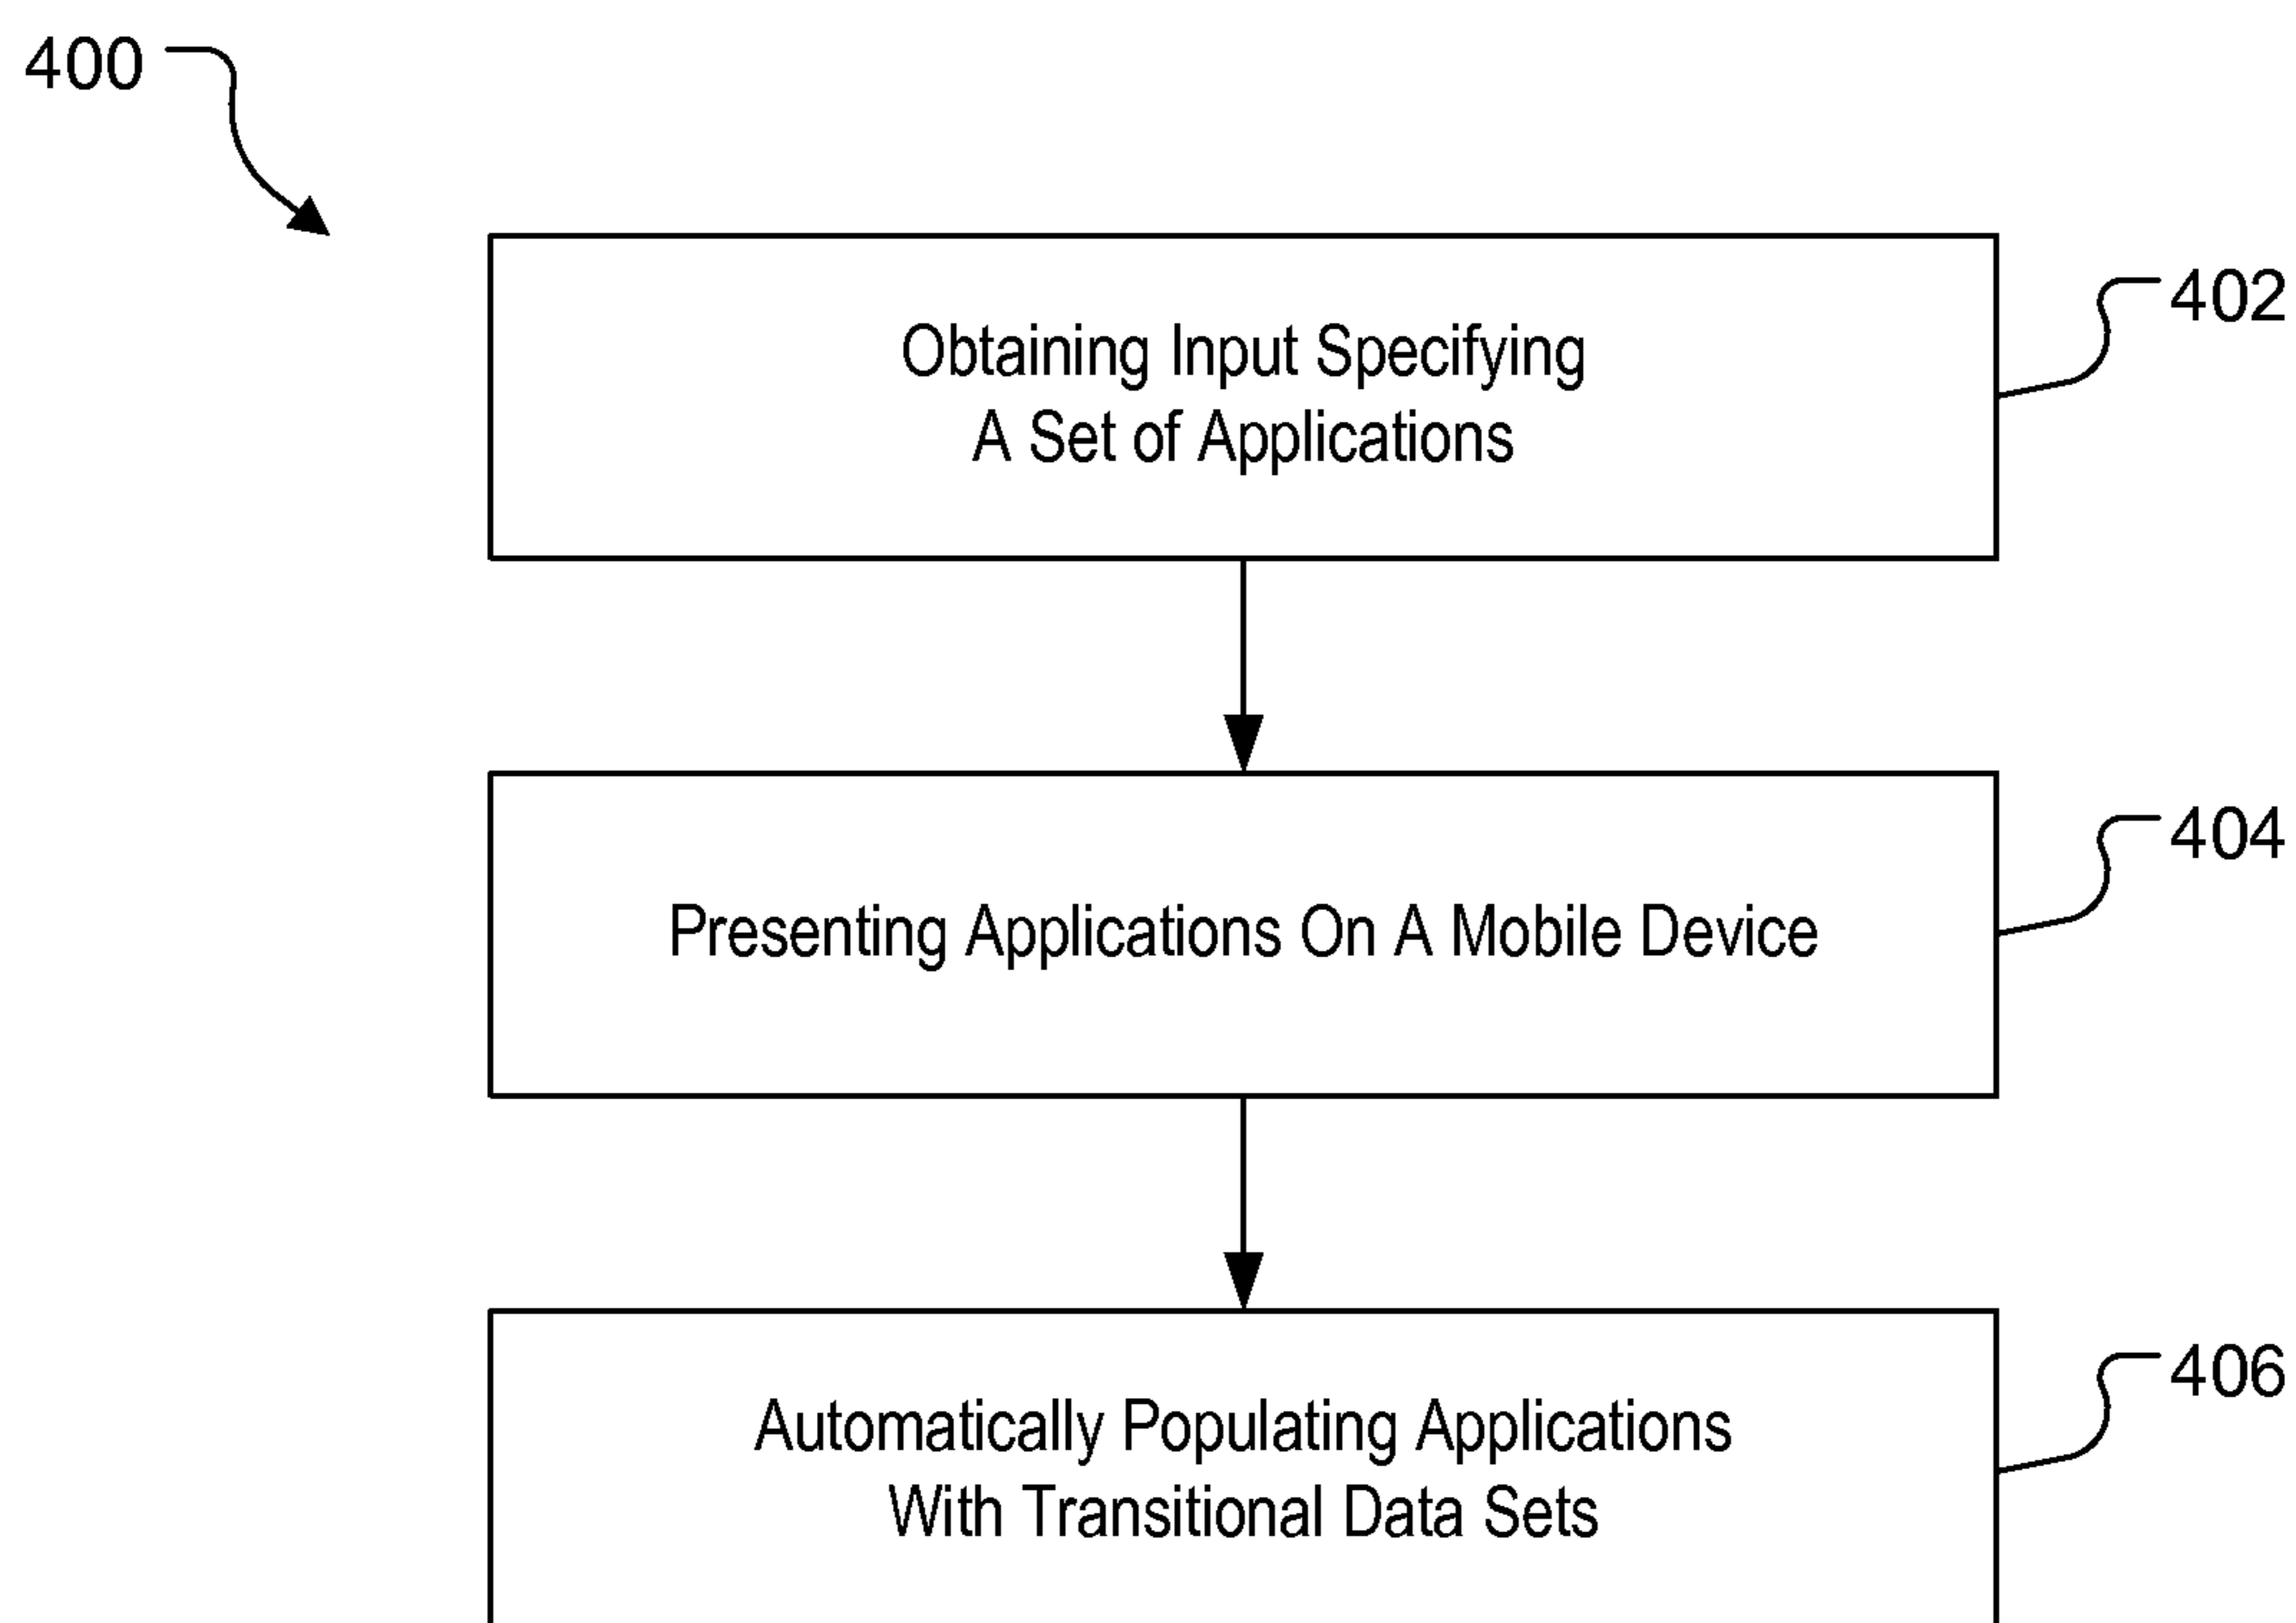 400
402
Obtaining Input Specifying
A Set of Applications
404
Presenting Applications On A Mobile Device
406
Automatically Populating Applications
With Transitional Data Sets